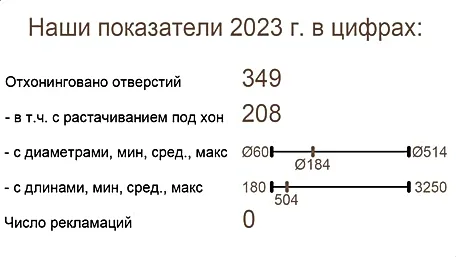 Наши показатели 2023 г. в цифрах:
Отхонинговано отверстий 349
- в т.ч. с растачиванием под хон 208
- с диаметрами, мин, сред., макс Ø60 Ø514
Ø184
- с длинами, мин, сред., макс 180 3250
504
Число рекламаций 0